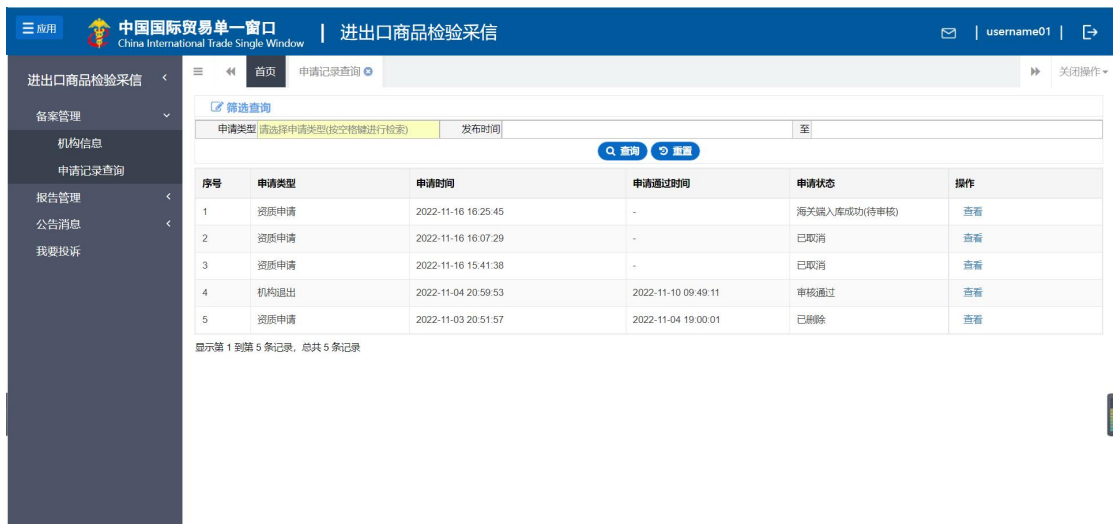 应用
中国国际贸易单一窗口
China International Trade Single Window
进出口商品检验采信
username01
进出口商品检验采信
首页
申请记录查询
关闭操作
备案管理
机构信息
申请记录查询
报告管理
公告消息
我要投诉
筛选查询
申请类型 请选择申请类型(按空格键进行检索) 发布时间 至
查询 重置
序号 申请类型 申请时间 申请通过时间 申请状态 操作
1 资质申请 2022-11-16 16:25:45 - 海关端入库成功(待审核) 查看
2 资质申请 2022-11-16 16:07:29 - 已取消 查看
3 资质申请 2022-11-16 15:41:38 - 已取消 查看
4 机构退出 2022-11-04 20:59:53 2022-11-10 09:49:11 审核通过 查看
5 资质申请 2022-11-03 20:51:57 2022-11-04 19:00:01 已删除 查看
显示第 1 到第 5 条记录，总共 5 条记录